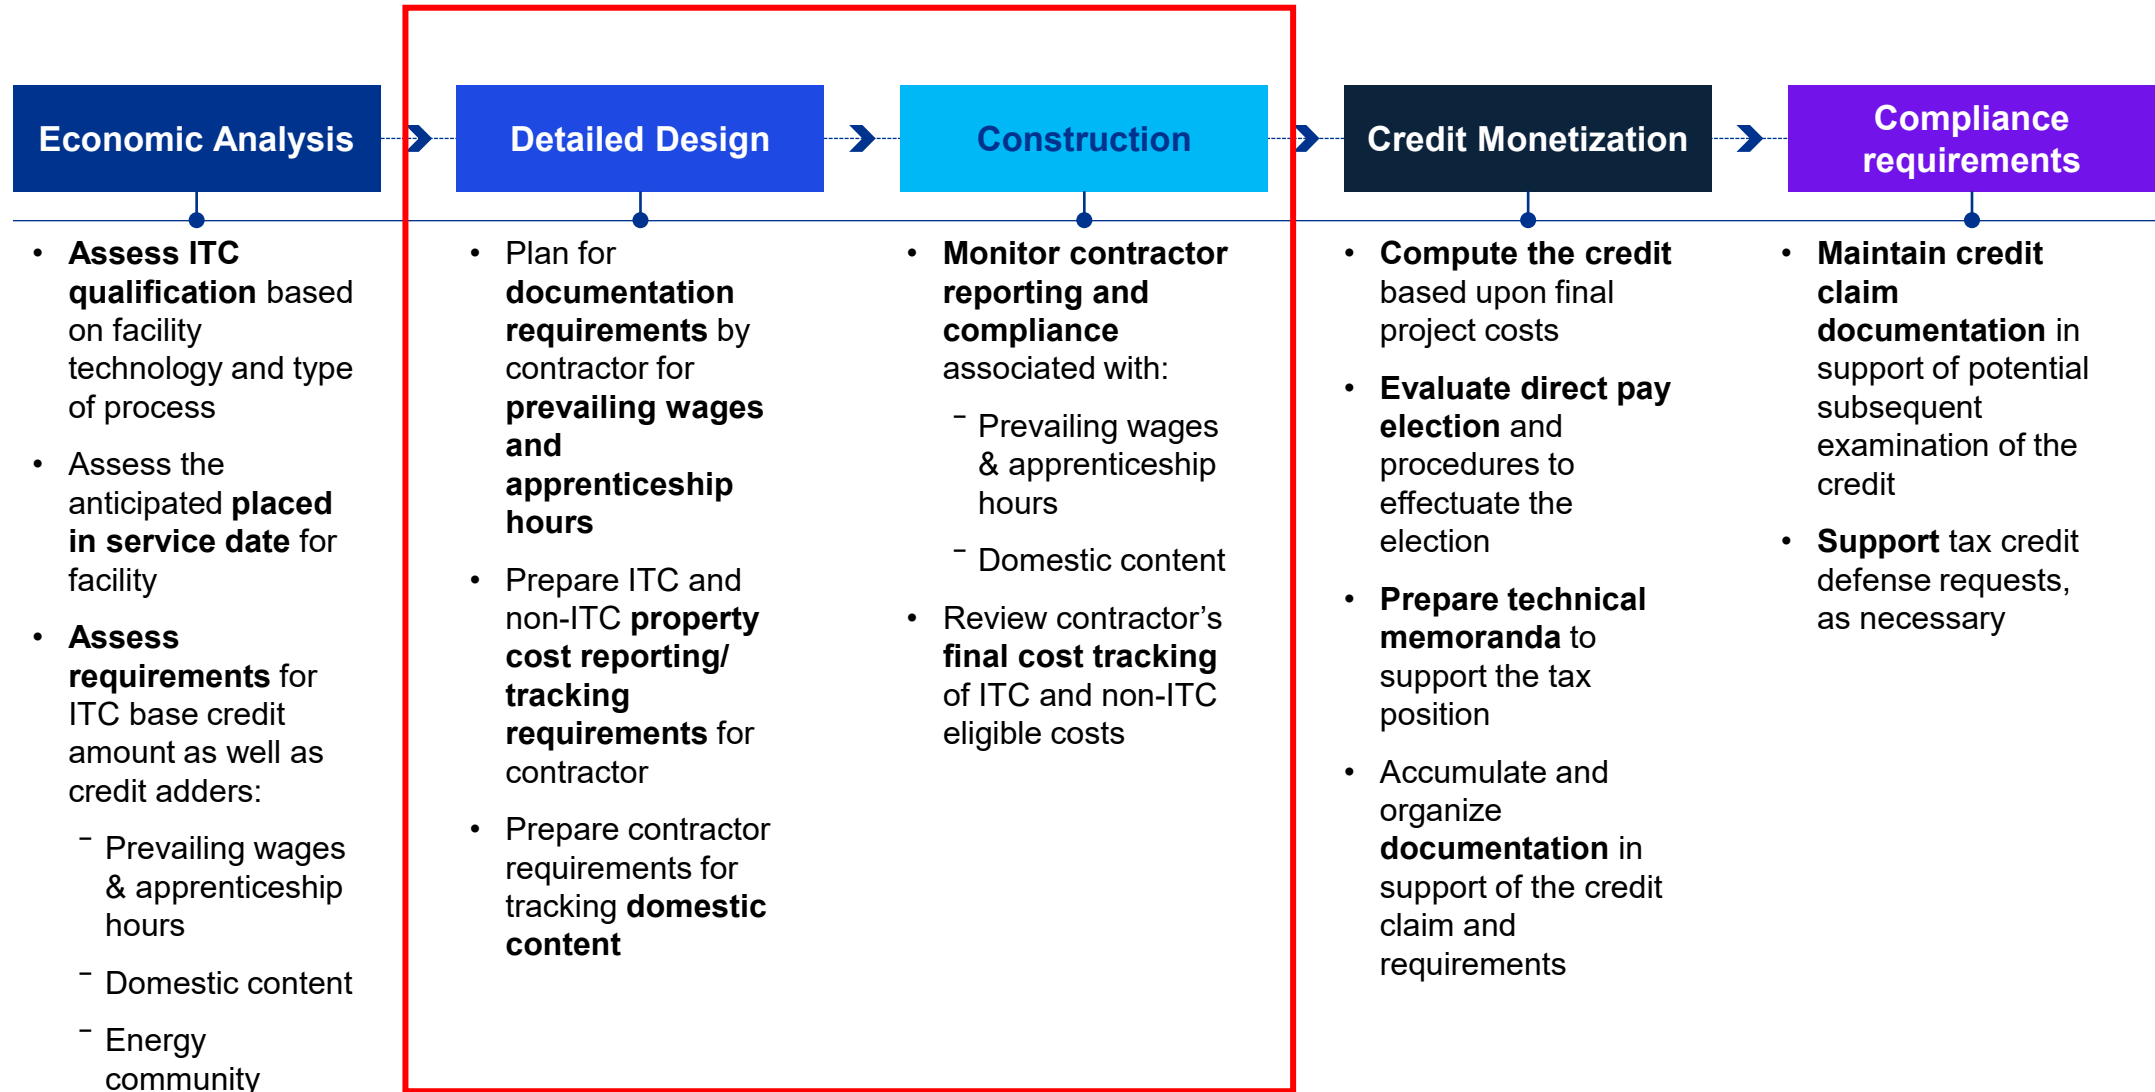 Economic Analysis
• Assess ITC
qualification based
on facility
technology and type
of process
• Assess the
anticipated placed
in service date for
facility
• Assess
requirements for
ITC base credit
amount as well as
credit adders:
⁻ Prevailing wages
& apprenticeship
hours
⁻ Domestic content
⁻ Energy
community
Detailed Design
• Plan for
documentation
requirements by
contractor for
prevailing wages
and
apprenticeship
hours
• Prepare ITC and
non-ITC property
cost reporting/
tracking
requirements for
contractor
• Prepare contractor
requirements for
tracking domestic
content
Construction
• Monitor contractor
reporting and
compliance
associated with:
⁻ Prevailing wages
& apprenticeship
hours
⁻ Domestic content
• Review contractor’s
final cost tracking
of ITC and non-ITC
eligible costs
Credit Monetization
• Compute the credit
based upon final
project costs
• Evaluate direct pay
election and
procedures to
effectuate the
election
• Prepare technical
memoranda to
support the tax
position
• Accumulate and
organize
documentation in
support of the credit
claim and
requirements
Compliance
requirements
• Maintain credit
claim
documentation in
support of potential
subsequent
examination of the
credit
• Support tax credit
defense requests,
as necessary